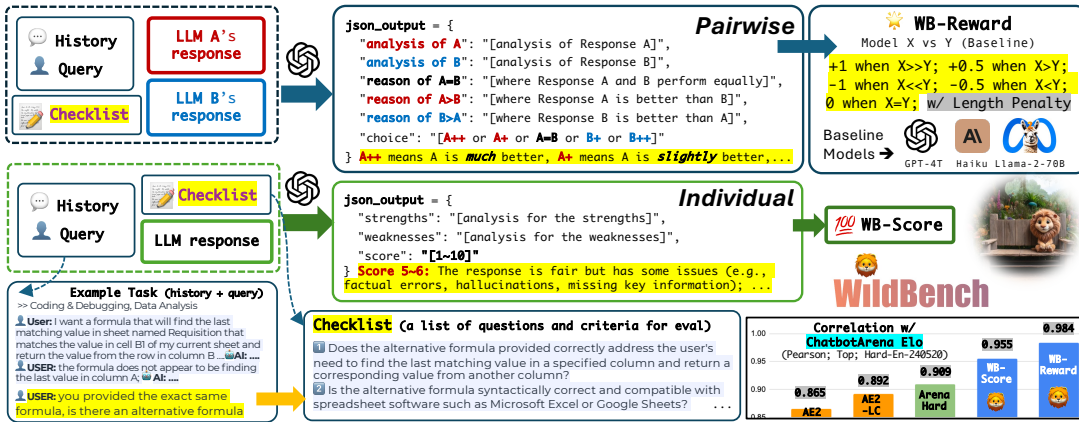 History
Query
Checklist
LLM A's
response
LLM B's
response
json_output = {
"analysis of A": "[analysis of Response A]",
"analysis of B": "[analysis of Response B]",
"reason of A=B": "[where Response A and B perform equally]",
"reason of A>B": "[where Response A is better than B]",
"reason of B>A": "[where Response B is better than A]",
"choice": "[A++ or A+ or A=B or B+ or B++]"
} A++ means A is much better, A+ means A is slightly better,...
Pairwise
WB-Reward
Model X vs Y (Baseline)
+1 when X>>Y; +0.5 when X>Y;
-1 when X<<Y; -0.5 when X<Y;
0 when X=Y; w/ Length Penalty
Baseline
Models →
GPT-4T Haiku Llama-2-70B
History
Query
Checklist
LLM response
json_output = {
"strengths": "[analysis for the strengths]",
"weaknesses": "[analysis for the weaknesses]",
"score": "[1~10]"
} Score 5~6: The response is fair but has some issues (e.g.,
factual errors, hallucinations, missing key information); ...
Individual
100 WB-Score
WildBench
Example Task (history + query)
>> Coding & Debugging, Data Analysis
User: I want a formula that will find the last
matching value in sheet named Requisition that
matches the value in cell B1 of my current sheet and
return the value from the row in column B .... AI: ....
USER: the formula does not appear to be finding
the last value in column A; AI: ....
USER: you provided the exact same
formula, is there an alternative formula
Checklist (a list of questions and criteria for eval)
1 Does the alternative formula provided correctly address the user's
need to find the last matching value in a specified column and return a
corresponding value from another column?
2 Is the alternative formula syntactically correct and compatible with
spreadsheet software such as Microsoft Excel or Google Sheets? ...
Correlation w/
ChatbotArena Elo
(Pearson; Top; Hard-En-240520)
1.00
0.95
0.90
0.85
0.865
0.892
0.909
0.955
0.984
AE2
AE2
-LC
Arena
Hard
WB-
Score
WB-
Reward